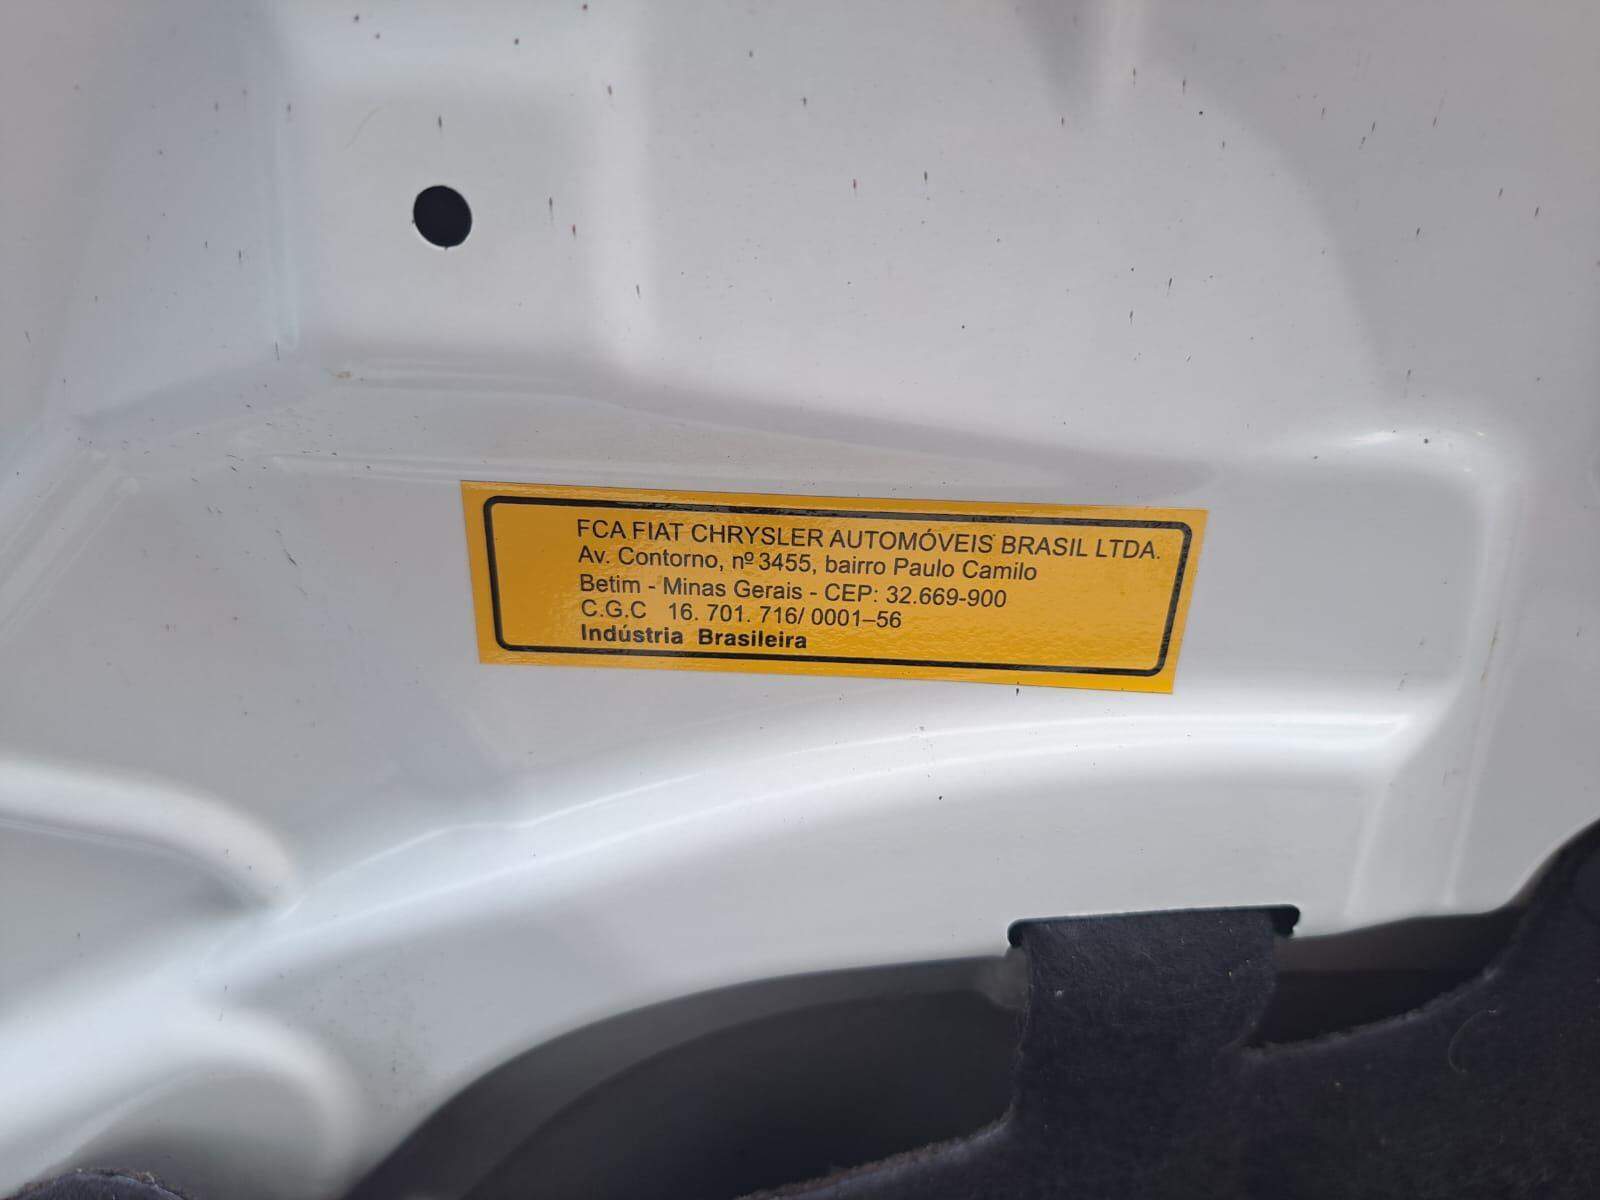 FCA FIAT CHRYSLER AUTOMÓVEIS BRASIL LTDA.
Av. Contorno, nº 3455, bairro Paulo Camilo
Betim - Minas Gerais - CEP: 32.669-900
C.G.C 16. 701. 716/ 0001–56
Indústria Brasileira